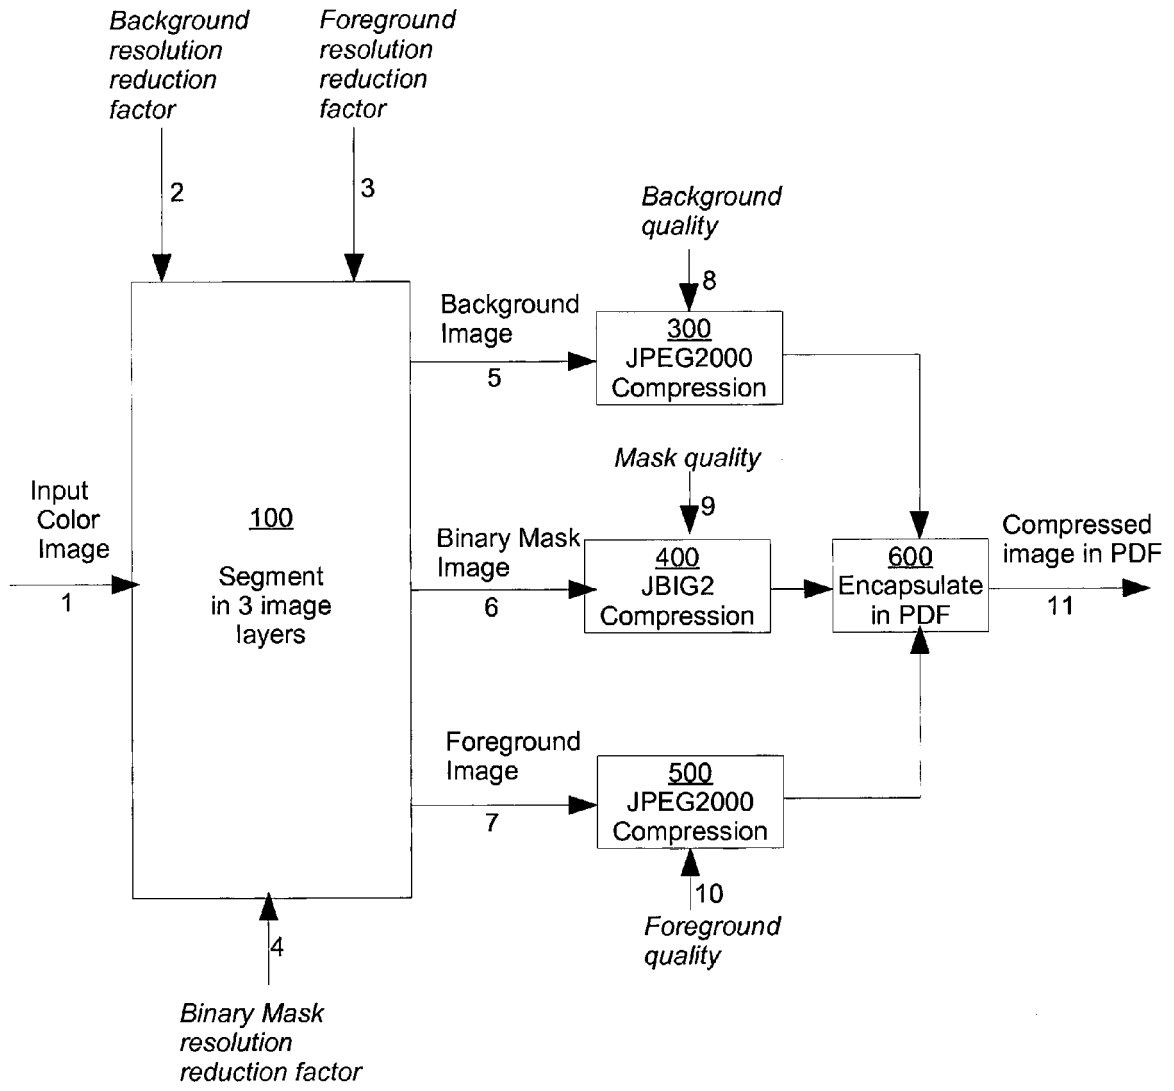 Background
resolution
reduction
factor
Foreground
resolution
reduction
factor
2
3
Background
quality
8
Background
Image
5
300
JPEG2000
Compression
Mask quality
9
Input
Color
Image
1
100
Segment
in 3 image
layers
Binary Mask
Image
6
400
JBIG2
Compression
600
Encapsulate
in PDF
Compressed
image in PDF
11
Foreground
Image
7
500
JPEG2000
Compression
10
Foreground
quality
4
Binary Mask
resolution
reduction factor